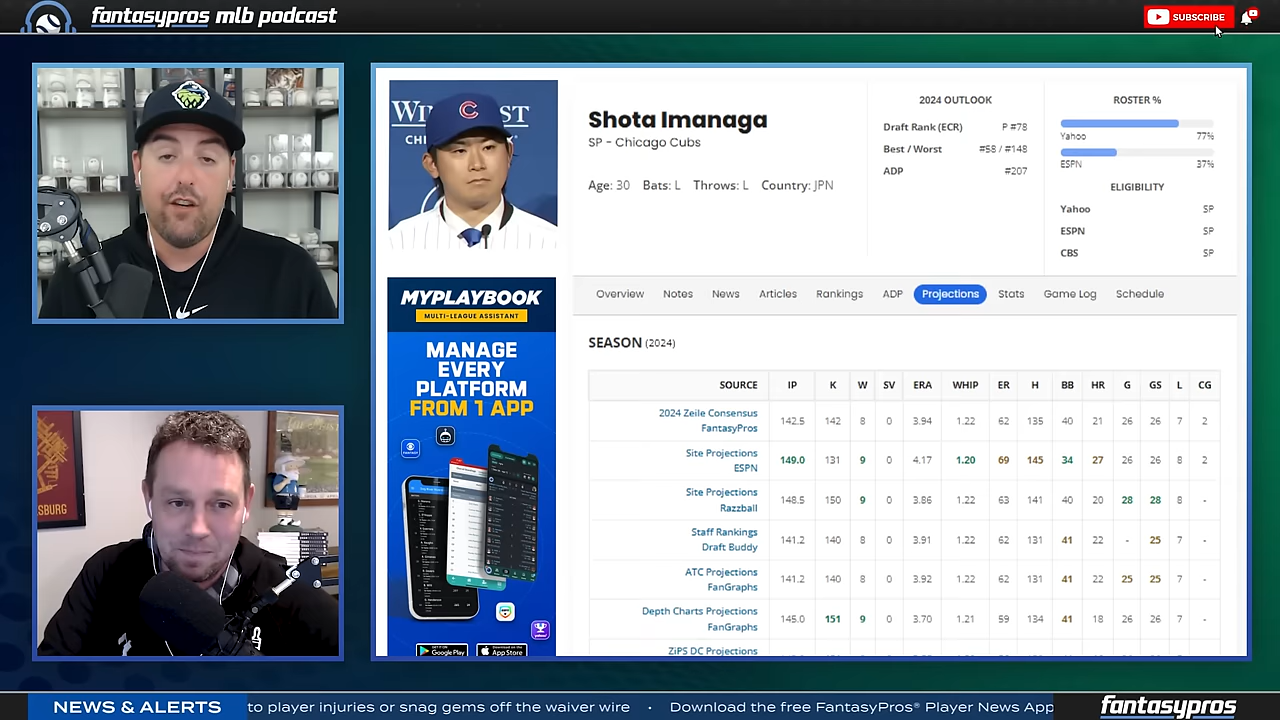 fantasypros mlb podcast
SUBSCRIBE
Shota Imanaga
SP - Chicago Cubs
Age: 30 Bats: L Throws: L Country: JPN
2024 OUTLOOK
Draft Rank (ECR) P #78
Best / Worst #58 / #148
ADP #207
ROSTER %
Yahoo 77%
ESPN 37%
ELIGIBILITY
Yahoo SP
ESPN SP
CBS SP
Overview Notes News Articles Rankings ADP Projections Stats Game Log Schedule
SEASON (2024)
SOURCE IP K W SV ERA WHIP ER H BB HR G GS L CG
2024 Zeile Consensus
FantasyPros 142.5 142 8 0 3.94 1.22 62 135 40 21 26 26 7 2
Site Projections
ESPN 149.0 131 9 0 4.17 1.20 69 145 34 27 26 26 8 2
Site Projections
Razzball 148.5 150 9 0 3.86 1.22 63 141 40 20 28 28 8 -
Staff Rankings
Draft Buddy 141.2 140 8 0 3.91 1.22 62 131 41 22 - 25 7 -
ATC Projections
FanGraphs 141.2 140 8 0 3.92 1.22 62 131 41 22 25 25 7 -
Depth Charts Projections
FanGraphs 145.0 151 9 0 3.70 1.21 59 134 41 18 26 26 7 -
ZiPS DC Projections
MYPLAYBOOK
MULTI-LEAGUE ASSISTANT
MANAGE
EVERY
PLATFORM
FROM 1 APP
GET IT ON
Google Play
Download on the
App Store
SBURG
NEWS & ALERTS
to player injuries or snag gems off the waiver wire • Download the free FantasyPros® Player News App
fantasypros